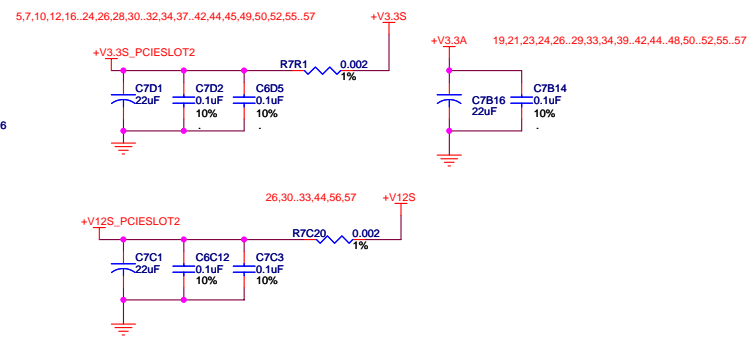 5,7,10,12,16..24,26,28,30..32,34,37..42,44,45,49,50,52,55..57
+V3.3S
+V3.3S_PCIESLOT2
R7R1
0.002
1%
C7D1
22uF
C7D2
0.1uF
10%
.
C6D5
0.1uF
10%
.
6
+V3.3A
19,21,23,24,26..29,33,34,39..42,44..48,50..52,55..57
C7B16
22uF
C7B14
0.1uF
10%
.
26,30..33,44,56,57
+V12S
+V12S_PCIESLOT2
R7C20
0.002
1%
C7C1
22uF
C6C12
0.1uF
10%
C7C3
0.1uF
10%